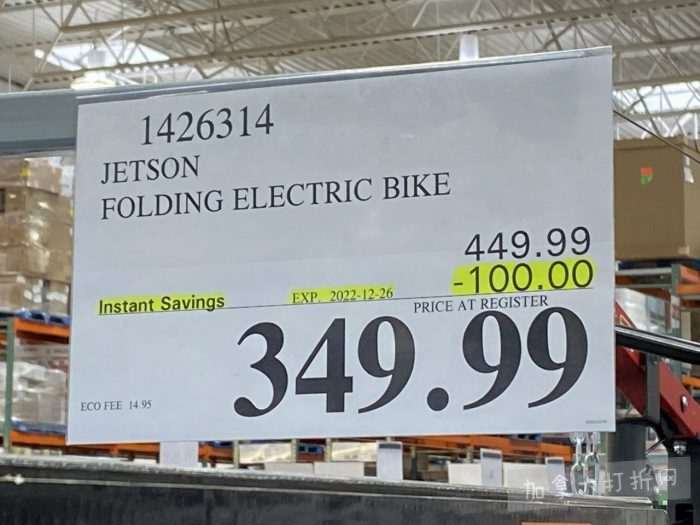 1426314
JETSON
FOLDING ELECTRIC BIKE
449.99
Instant Savings EXP. 2022-12-26 -100.00
PRICE AT REGISTER
349.99
ECO FEE 14.95
加拿大打折网